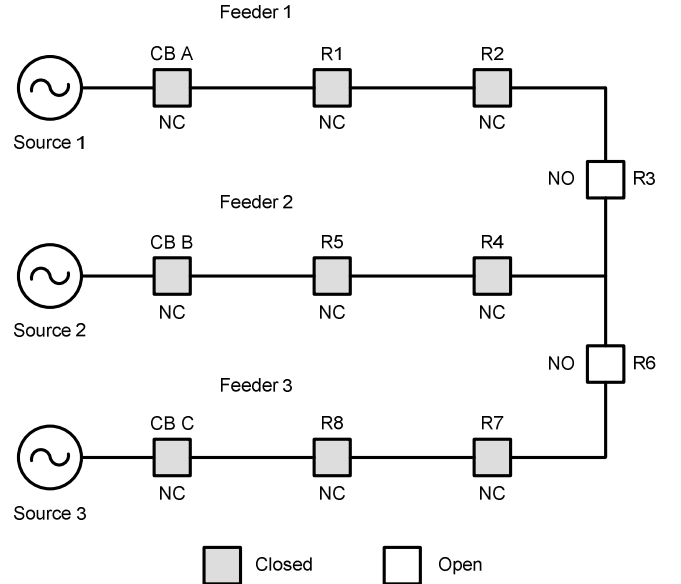 Feeder 1
CB A
R1
R2
NC
NC
NC
Source 1
NO
R3
Feeder 2
CB B
R5
R4
NC
NC
NC
Source 2
NO
R6
Feeder 3
CB C
R8
R7
NC
NC
NC
Source 3
Closed
Open